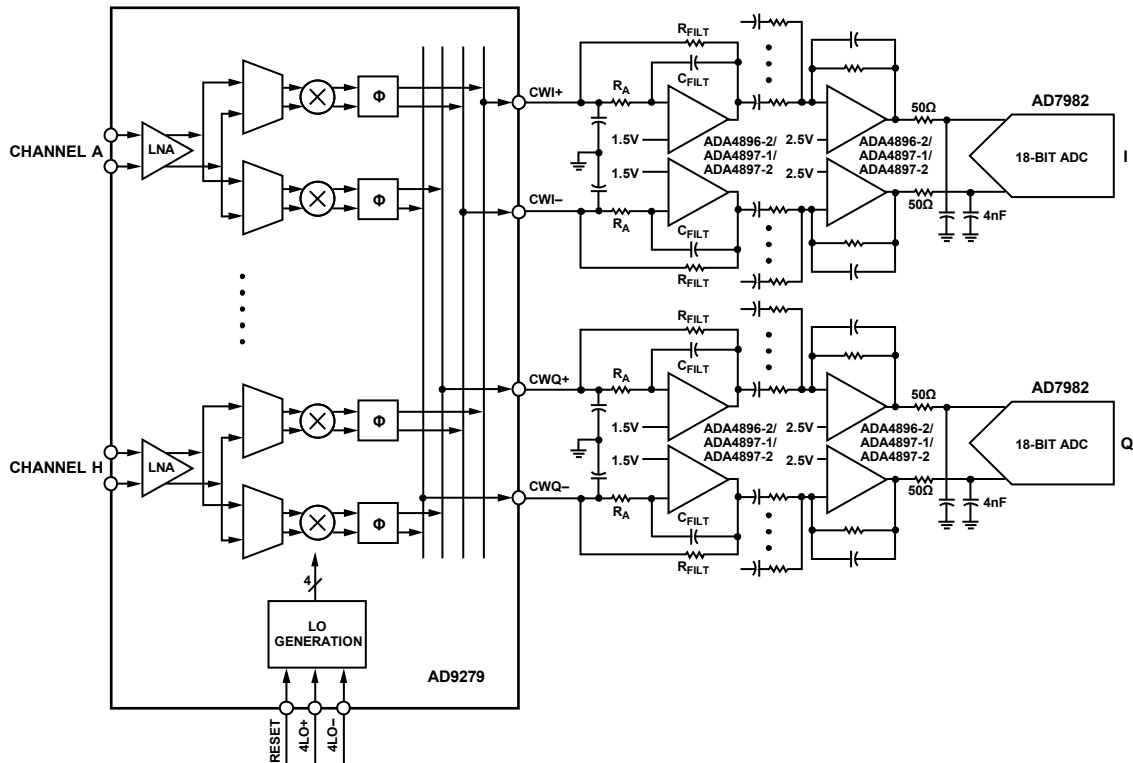 CHANNEL A
LNA
Φ
Φ
CHANNEL H
LNA
Φ
Φ
4
LO
GENERATION
AD9279
RESET
4LO+
4LO–
CWI+
RFILT
CFILT
RA
1.5V
ADA4896-2/
ADA4897-1/
ADA4897-2
2.5V
ADA4896-2/
ADA4897-1/
ADA4897-2
50Ω
AD7982
18-BIT ADC
I
1.5V
CWI–
RA
CFILT
RFILT
50Ω
4nF
CWQ+
RFILT
CFILT
RA
1.5V
ADA4896-2/
ADA4897-1/
ADA4897-2
2.5V
ADA4896-2/
ADA4897-1/
ADA4897-2
50Ω
AD7982
18-BIT ADC
Q
1.5V
CWQ–
RA
CFILT
RFILT
50Ω
4nF